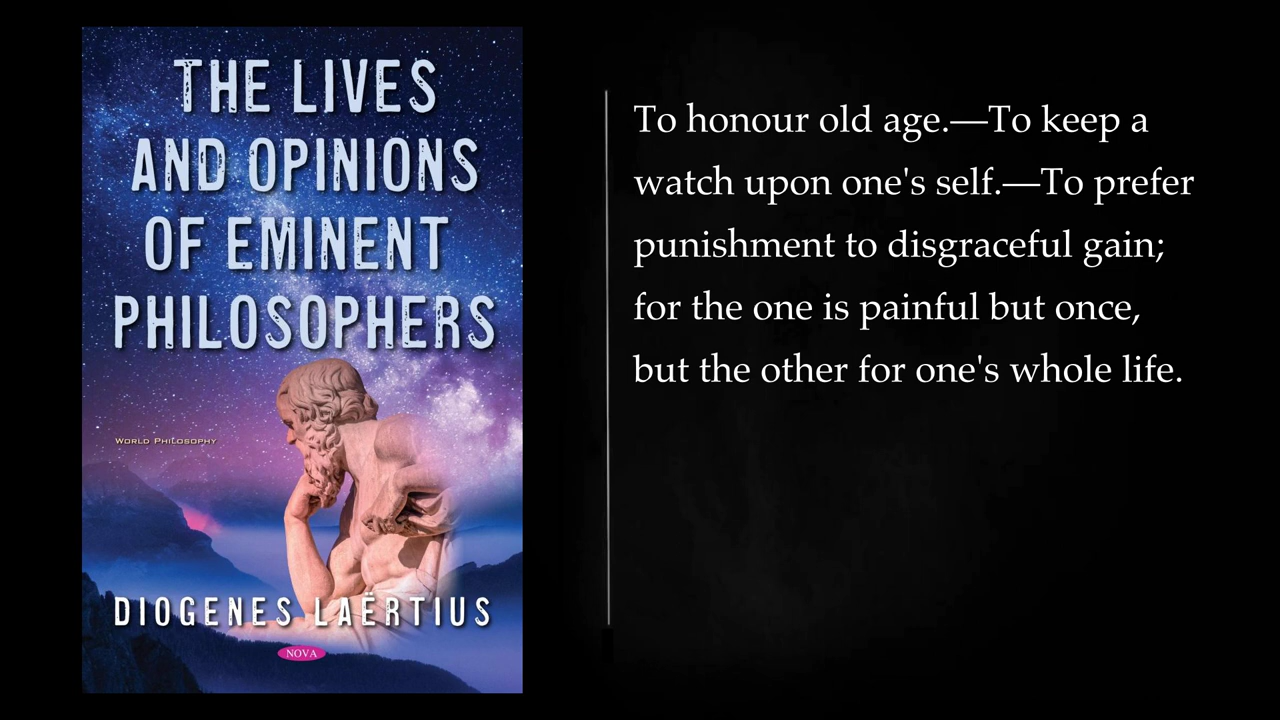 THE LIVES
AND OPINIONS
OF EMINENT
PHILOSOPHERS
WORLD PHILOSOPHY
DIOGENES LAËRTIUS
NOVA
To honour old age.—To keep a
watch upon one's self.—To prefer
punishment to disgraceful gain;
for the one is painful but once,
but the other for one's whole life.